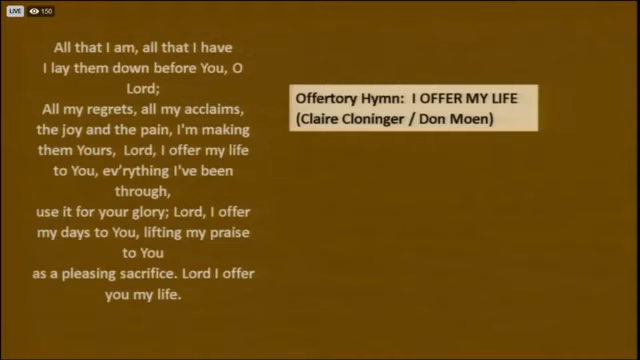 LIVE 150
All that I am, all that I have
I lay them down before You, O
Lord;
All my regrets, all my acclaims,
the joy and the pain, I'm making
them Yours, Lord, I offer my life
to You, ev'rything I've been
through,
use it for your glory; Lord, I offer
my days to You, lifting my praise
to You
as a pleasing sacrifice. Lord I offer
you my life.
Offertory Hymn: I OFFER MY LIFE
(Claire Cloninger / Don Moen)